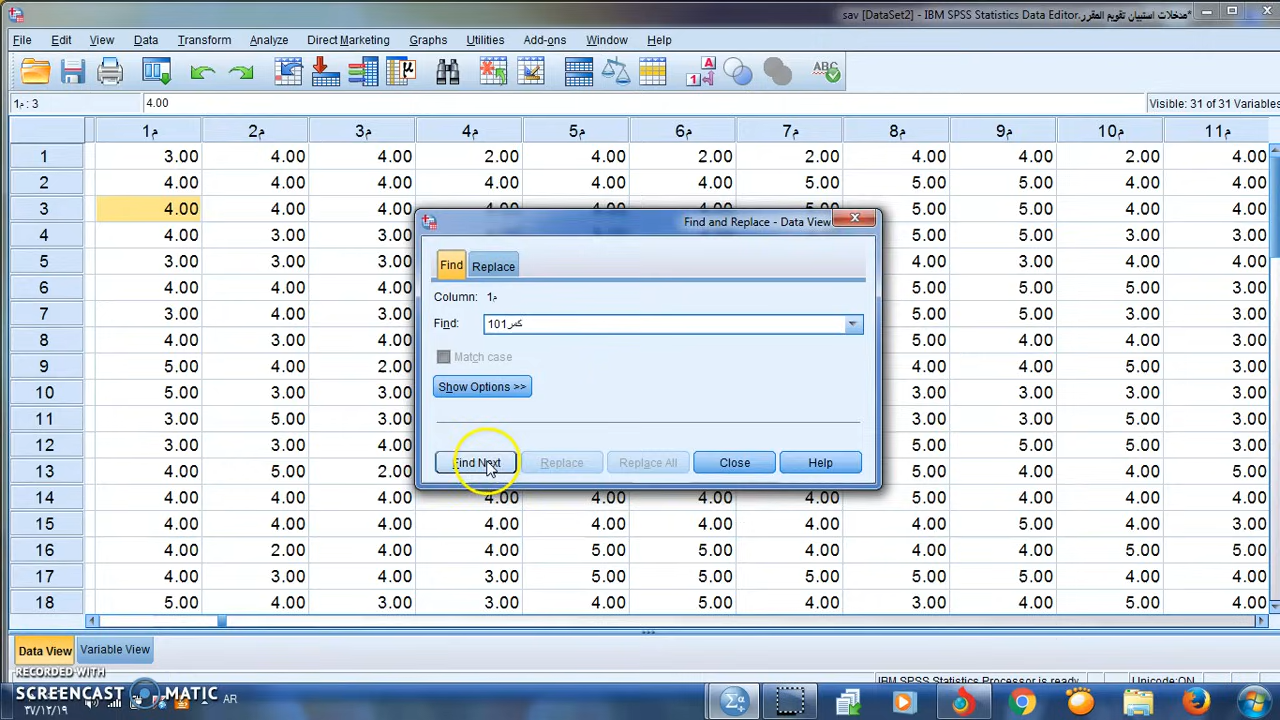 *مدخلات استبيان تقويم المقرر.sav [DataSet2] - IBM SPSS Statistics Data Editor
File Edit View Data Transform Analyze Direct Marketing Graphs Utilities Add-ons Window Help
3 : م1 4.00 Visible: 31 of 31 Variables
م1 م2 م3 م4 م5 م6 م7 م8 م9 م10 م11
1 3.00 4.00 4.00 2.00 4.00 2.00 2.00 4.00 4.00 2.00 4.00
2 4.00 4.00 4.00 4.00 4.00 4.00 5.00 5.00 5.00 4.00 4.00
3 4.00 4.00 4.00 5.00 5.00 4.00 4.00
4 4.00 3.00 3.00 5.00 3.00 3.00 3.00
5 3.00 3.00 4.00 5.00 4.00 3.00 4.00
6 4.00 4.00 4.00 5.00 5.00 4.00 4.00
7 3.00 4.00 3.00 5.00 5.00 4.00 4.00
8 4.00 4.00 3.00 4.00 5.00 4.00 4.00
9 5.00 4.00 2.00 4.00 4.00 5.00 4.00
10 5.00 3.00 4.00 3.00 3.00 3.00 3.00
11 3.00 5.00 4.00 3.00 3.00 3.00 3.00
12 3.00 3.00 4.00 3.00 3.00 4.00 4.00
13 4.00 5.00 2.00 5.00 5.00 5.00 4.00
14 4.00 4.00 4.00 4.00 4.00 4.00 4.00 3.00 4.00 4.00 4.00
15 4.00 4.00 4.00 4.00 4.00 4.00 4.00 4.00 5.00 4.00 3.00
16 4.00 2.00 4.00 4.00 5.00 5.00 4.00 4.00 4.00 5.00 5.00
17 4.00 3.00 4.00 3.00 5.00 5.00 4.00 5.00 5.00 4.00 4.00
18 5.00 4.00 3.00 3.00 4.00 5.00 4.00 3.00 4.00 5.00 4.00
Find and Replace - Data View
Find Replace
Column: م1
Find: كمر101
Match case
Show Options >>
Find Next Replace Replace All Close Help
Data View Variable View
IBM SPSS Statistics Processor is ready Unicode:ON
RECORDED WITH
SCREENCAST MATIC
AR
٣٧/١٢/١٩